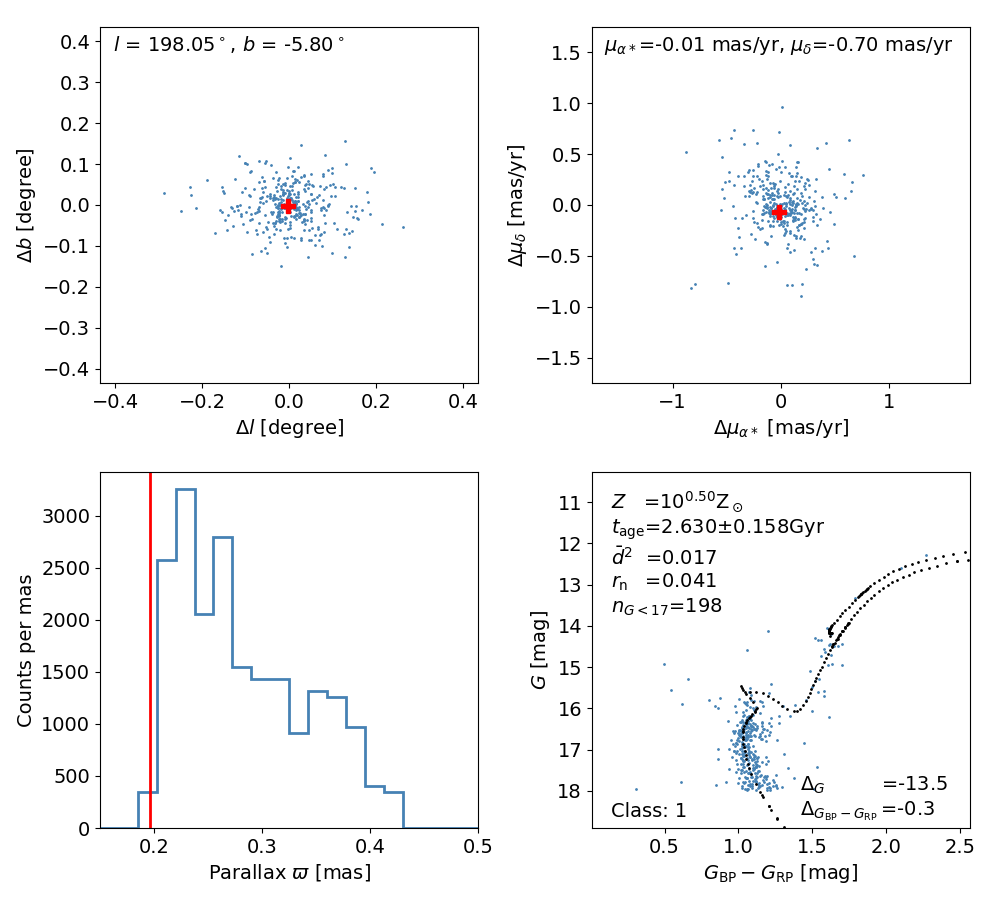 l = 198.05°, b = -5.80°
0.4
0.3
0.2
0.1
0.0
−0.1
−0.2
−0.3
−0.4
Δb [degree]
−0.4 −0.2 0.0 0.2 0.4
Δl [degree]
μα*=-0.01 mas/yr, μδ=-0.70 mas/yr
1.5
1.0
0.5
0.0
−0.5
−1.0
−1.5
Δμδ [mas/yr]
−1 0 1
Δμα* [mas/yr]
3000
2500
2000
1500
1000
500
0
Counts per mas
0.2 0.3 0.4 0.5
Parallax ϖ [mas]
Z =10^0.50 Z⊙
t_age=2.630±0.158Gyr
d̄² =0.017
r_n =0.041
n_G<17=198
Δ_G =-13.5
Δ_GBP−GRP=-0.3
Class: 1
11
12
13
14
15
16
17
18
G [mag]
0.5 1.0 1.5 2.0 2.5
G_BP − G_RP [mag]